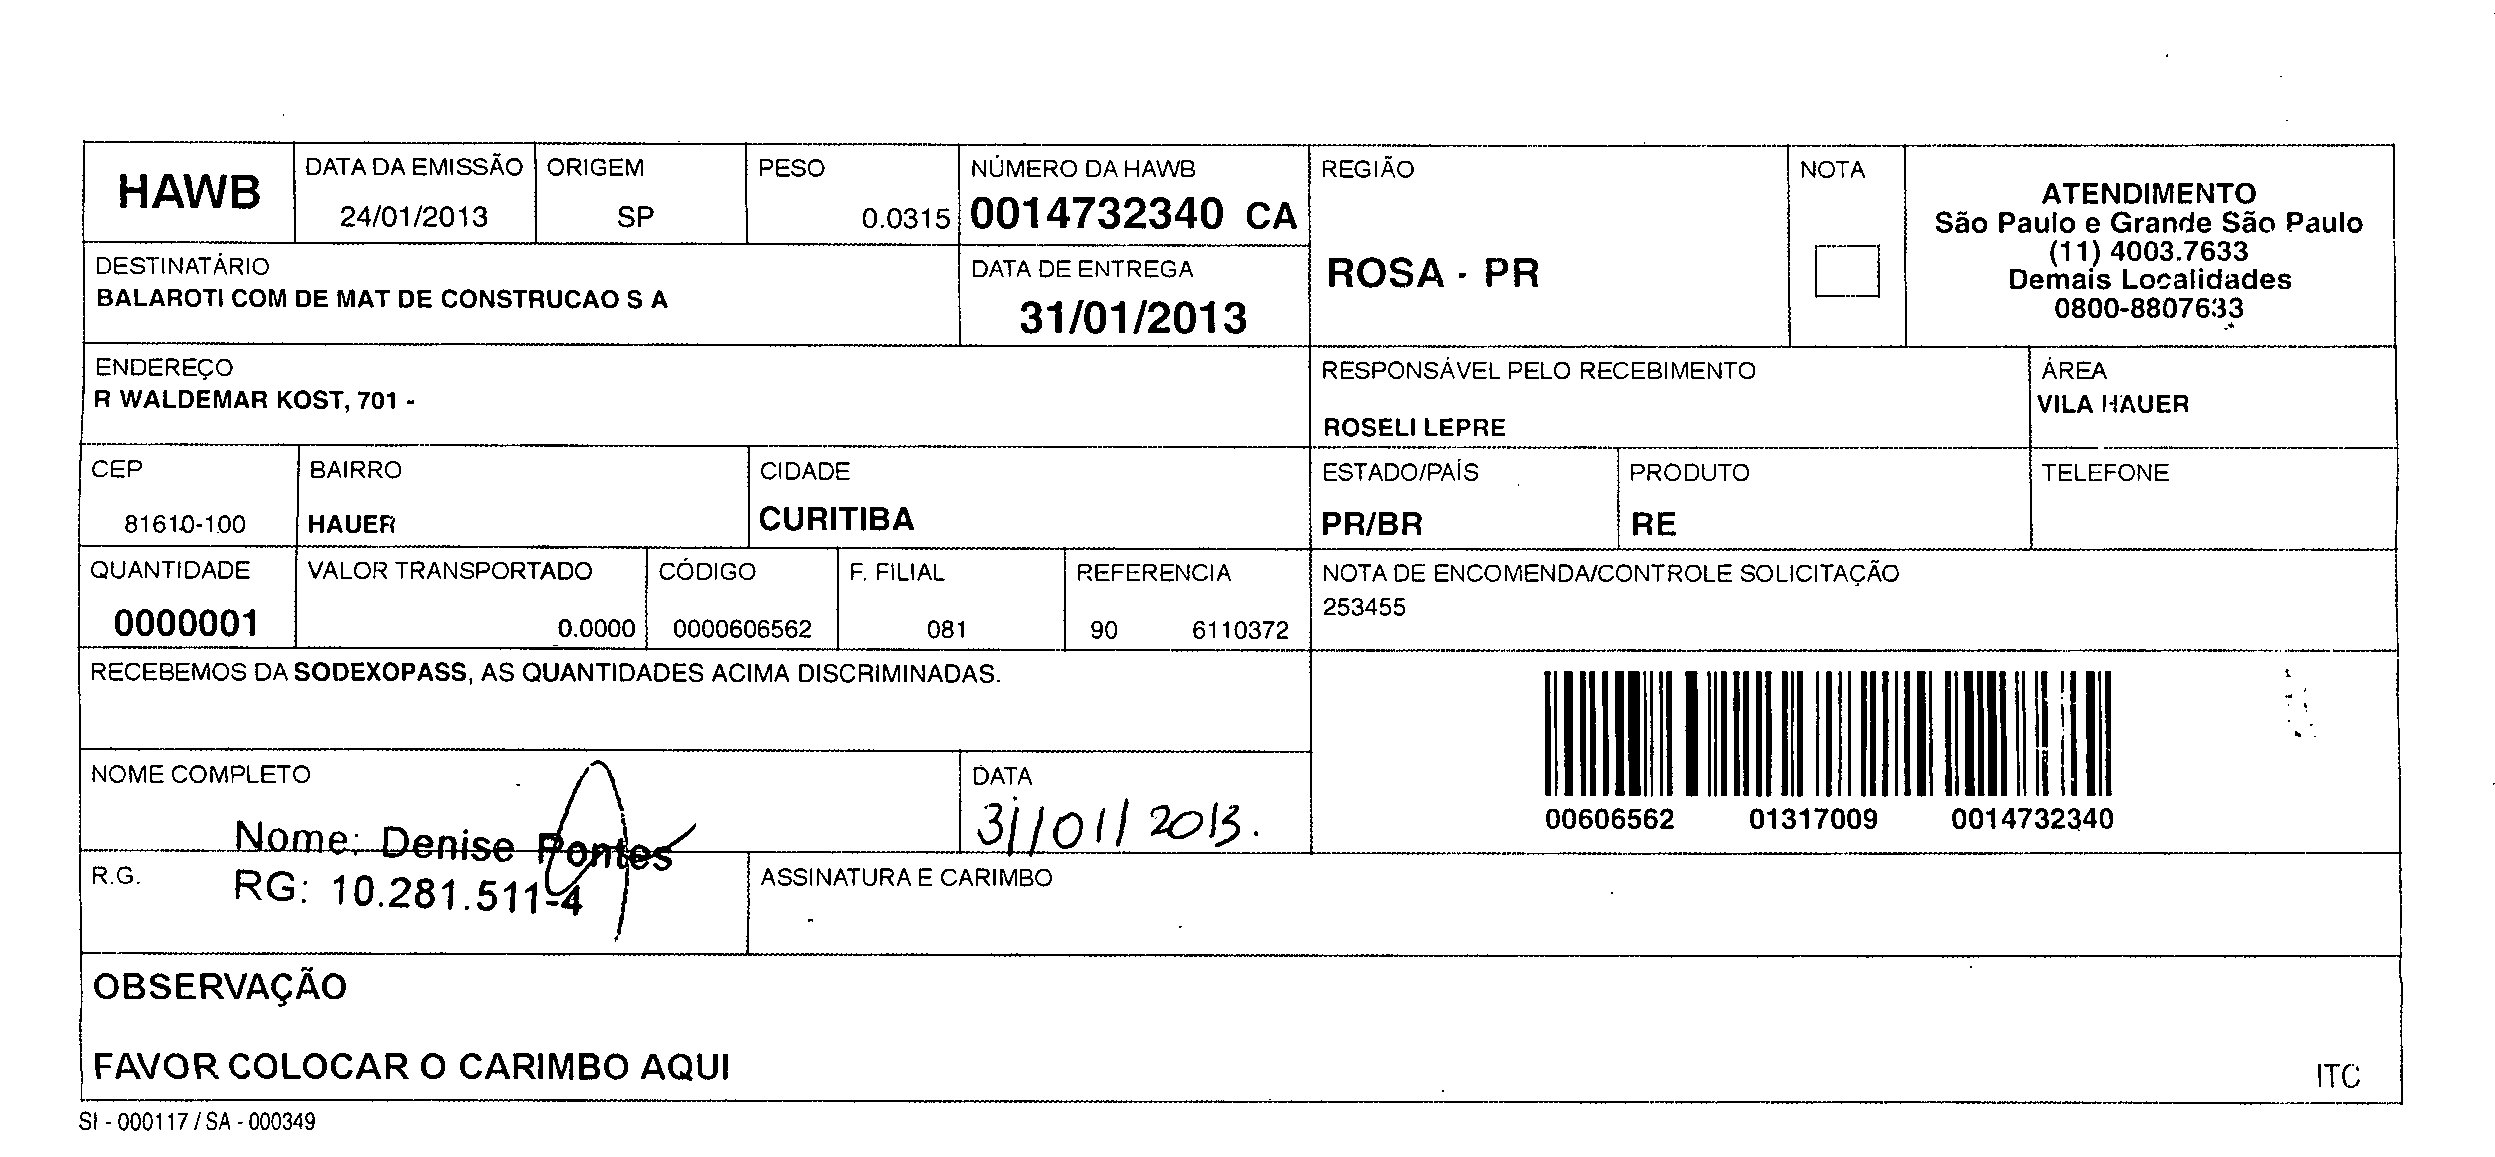 HAWB
DATA DA EMISSÃO
24/01/2013
ORIGEM
SP
PESO
0.0315
NÚMERO DA HAWB
0014732340 CA
REGIÃO
ROSA - PR
NOTA
ATENDIMENTO
São Paulo e Grande São Paulo
(11) 4003.7633
Demais Localidades
0800-8807633
DESTINATÁRIO
BALAROTI COM DE MAT DE CONSTRUCAO S A
DATA DE ENTREGA
31/01/2013
ENDEREÇO
R WALDEMAR KOST, 701 -
RESPONSÁVEL PELO RECEBIMENTO
ROSELI LEPRE
ÁREA
VILA HAUER
CEP
81610-100
BAIRRO
HAUER
CIDADE
CURITIBA
ESTADO/PAÍS
PR/BR
PRODUTO
RE
TELEFONE
QUANTIDADE
0000001
VALOR TRANSPORTADO
0.0000
CÓDIGO
0000606562
F. FILIAL
081
REFERENCIA
90 6110372
NOTA DE ENCOMENDA/CONTROLE SOLICITAÇÃO
253455
RECEBEMOS DA SODEXOPASS, AS QUANTIDADES ACIMA DISCRIMINADAS.
00606562 01317009 0014732340
NOME COMPLETO
Nome: Denise Pontes
DATA
31/01/2013.
R.G.
RG: 10.281.511-4
ASSINATURA E CARIMBO
OBSERVAÇÃO
FAVOR COLOCAR O CARIMBO AQUI
ITC
SI - 000117 / SA - 000349